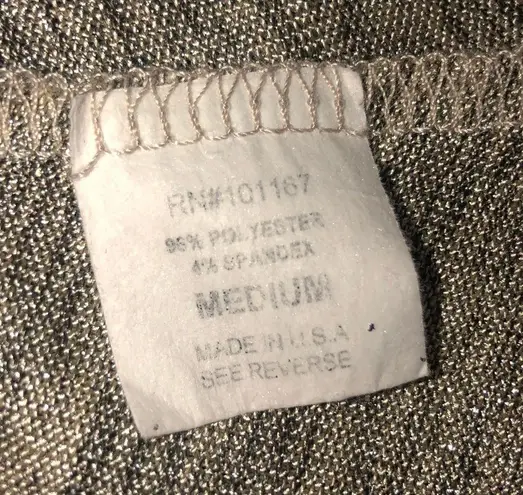 RN#101167
96% POLYESTER
4% SPANDEX
MEDIUM
MADE IN U.S.A
SEE REVERSE